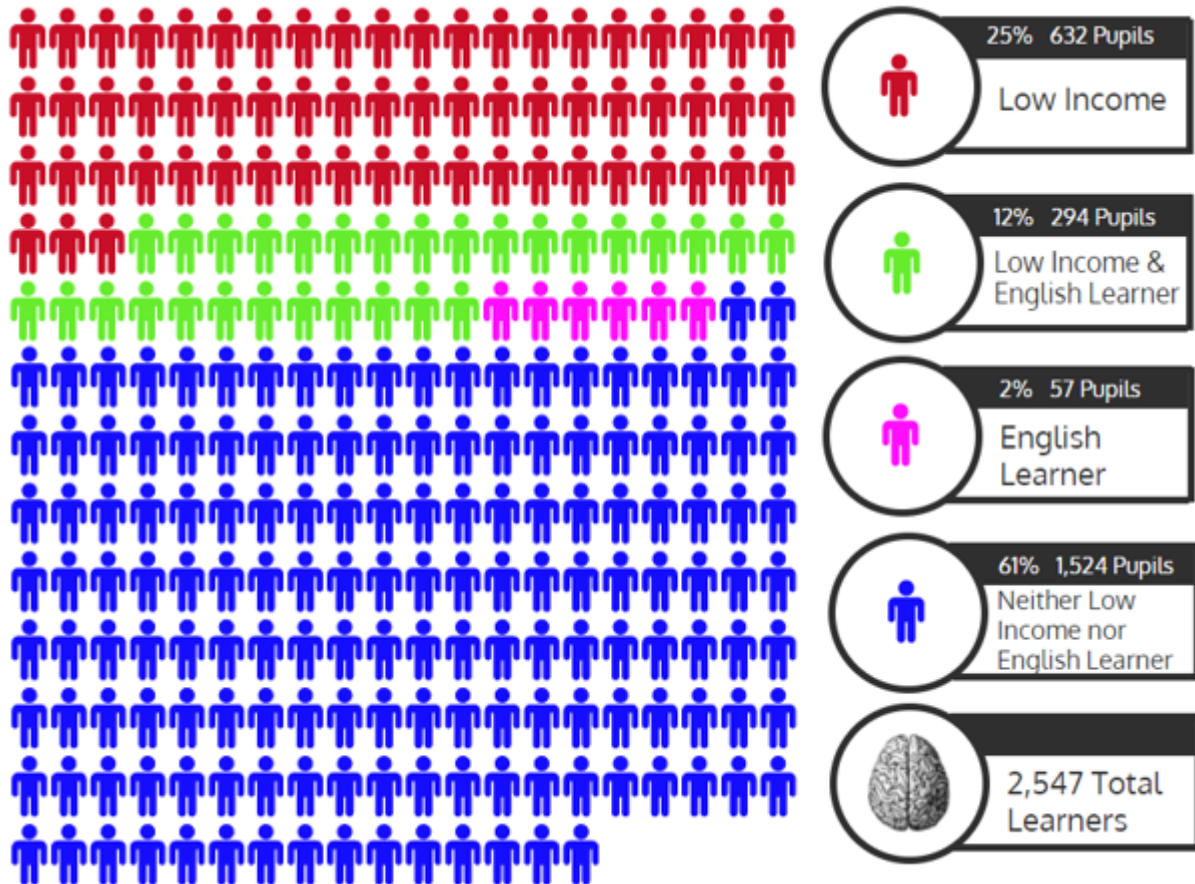 25% 632 Pupils
Low Income
12% 294 Pupils
Low Income &
English Learner
2% 57 Pupils
English
Learner
61% 1,524 Pupils
Neither Low
Income nor
English Learner
2,547 Total
Learners